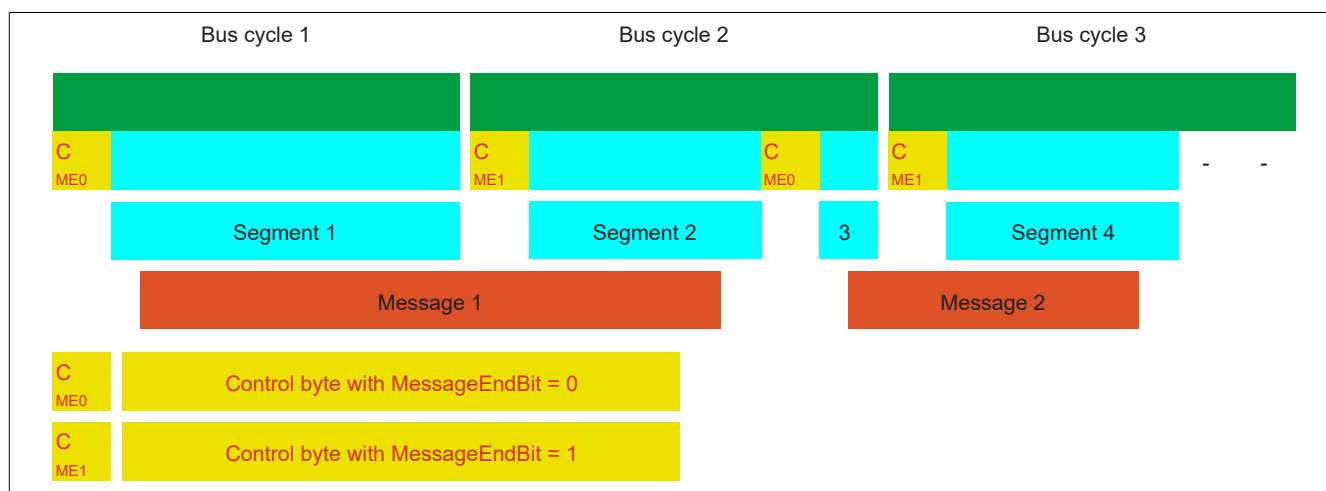 Bus cycle 1 Bus cycle 2 Bus cycle 3
C C C C
ME0 ME1 ME0 ME1 - -
Segment 1 Segment 2 3 Segment 4
Message 1 Message 2
C
ME0 Control byte with MessageEndBit = 0
C
ME1 Control byte with MessageEndBit = 1